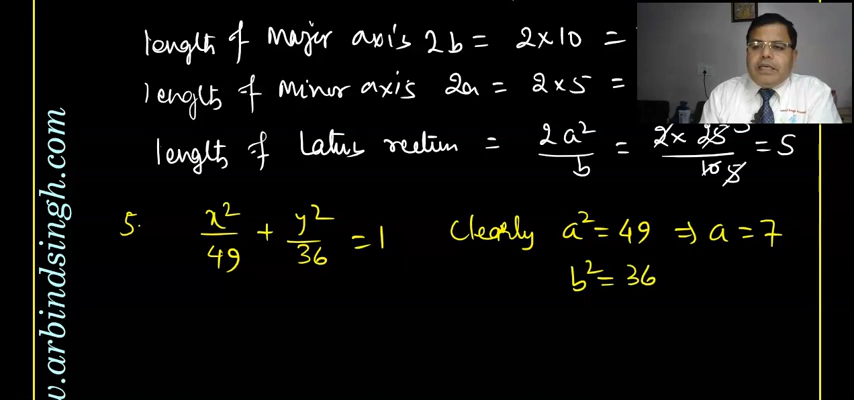 length of Major axis 2b = 2 × 10 =
length of Minor axis 2a = 2 × 5 =
length of Latus rectum = 2a²/b = 2 × 25/10 = 5
5. x²/49 + y²/36 = 1 Clearly a² = 49 ⇒ a = 7
b² = 36
w.arbindsingh.com